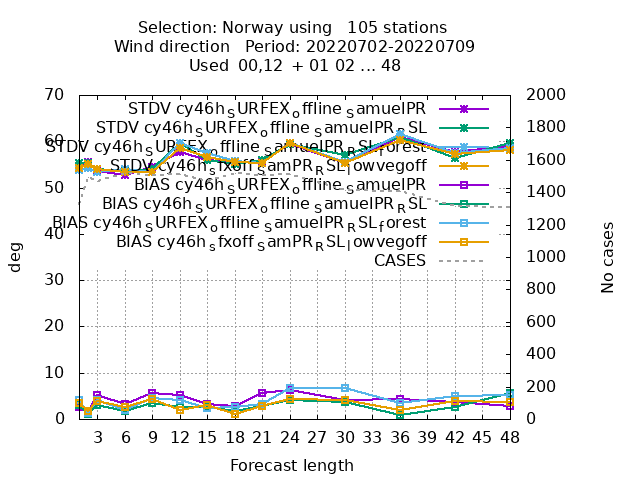 Selection: Norway using   105 stations
Wind direction   Period: 20220702-20220709
Used  00,12  + 01 02 ... 48
70
60
50
40
30
20
10
0
deg
STDV cy46h_SURFEX_offline_samuelPR
STDV cy46h_SURFEX_offline_samuelPR_RSL
STDV cy46h_SURFEX_offline_samuelPR_RSL_forest
STDV cy46h_sfxoff_samPR_RSL_lowvegoff
BIAS cy46h_SURFEX_offline_samuelPR
BIAS cy46h_SURFEX_offline_samuelPR_RSL
BIAS cy46h_SURFEX_offline_samuelPR_RSL_forest
BIAS cy46h_sfxoff_samPR_RSL_lowvegoff
CASES
2000
1800
1600
1400
1200
1000
800
600
400
200
0
No cases
3 6 9 12 15 18 21 24 27 30 33 36 39 42 45 48
Forecast length